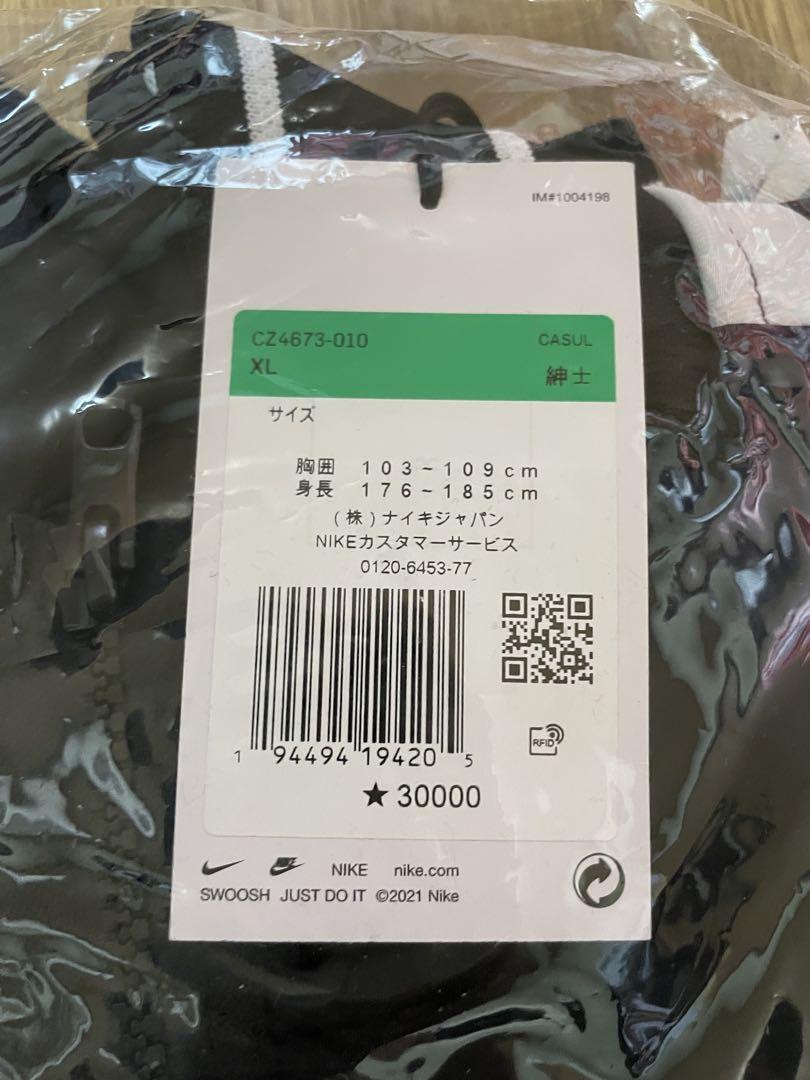 IM#1004198
CZ4673-010 CASUL
XL 紳士
サイズ
胸囲 103~109cm
身長 176~185cm
(株)ナイキジャパン
NIKEカスタマーサービス
0120-6453-77
1 94494 19420 5
RFID
★30000
NIKE nike.com
SWOOSH JUST DO IT ©2021 Nike